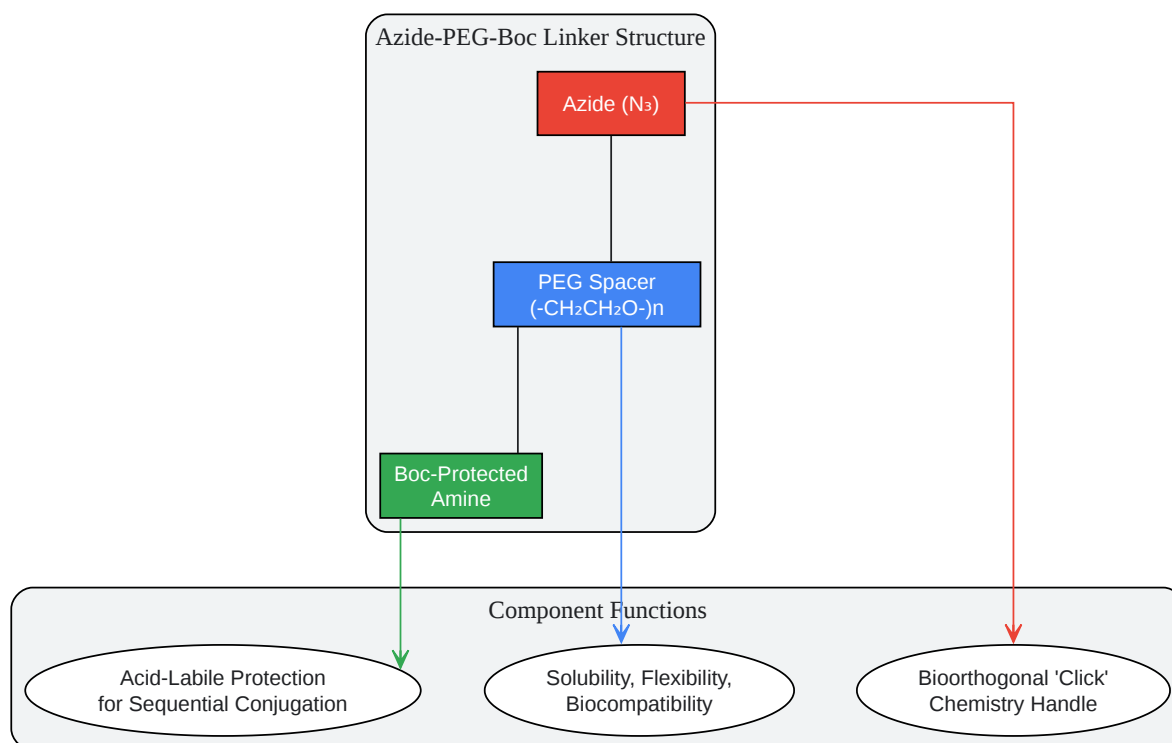 Azide-PEG-Boc Linker Structure
Azide (N₃)
PEG Spacer
(-CH₂CH₂O-)n
Boc-Protected
Amine
Component Functions
Acid-Labile Protection
for Sequential Conjugation
Solubility, Flexibility,
Biocompatibility
Bioorthogonal 'Click'
Chemistry Handle